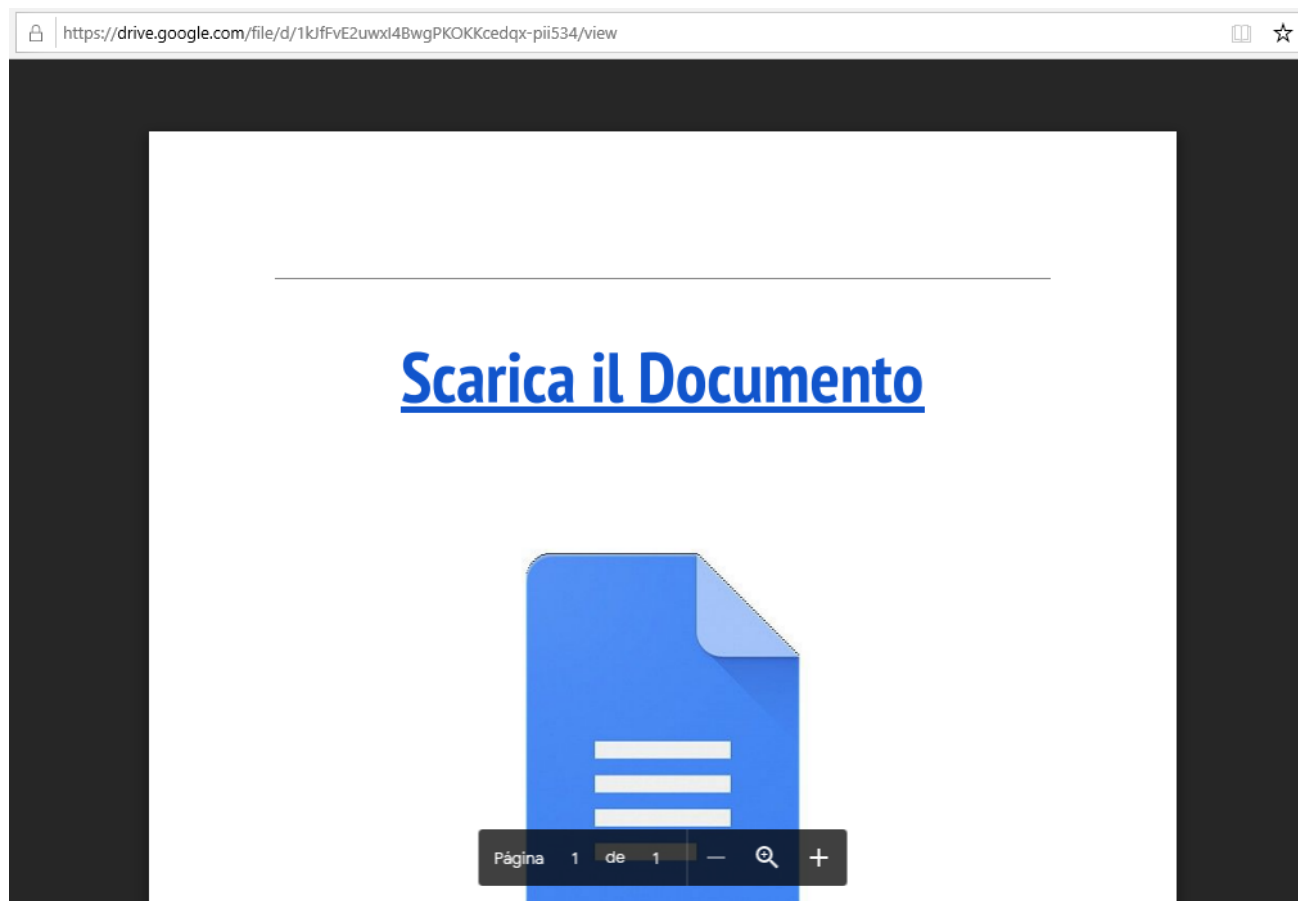 https://drive.google.com/file/d/1kJfFvE2uwxI4BwgPKOKKcedqx-pii534/view
Scarica il Documento
Página 1 de 1